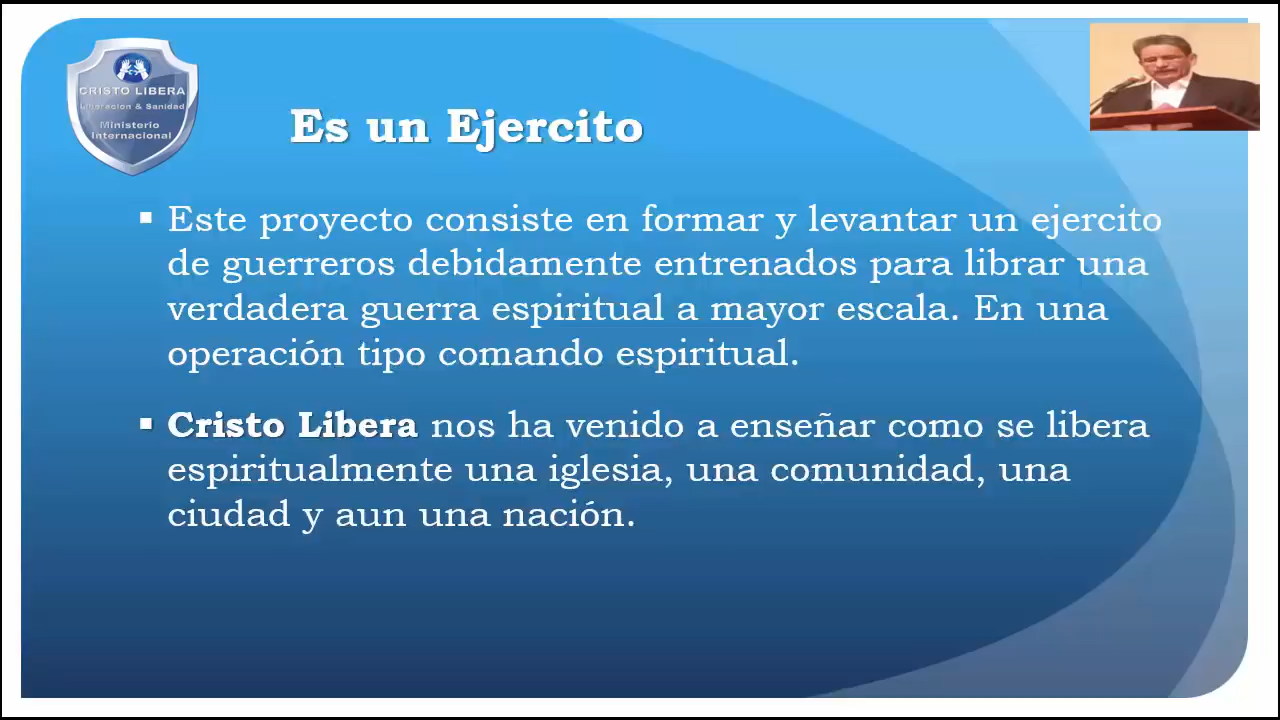 CRISTO LIBERA
Liberacion & Sanidad
Ministerio
Internacional
Es un Ejercito
Este proyecto consiste en formar y levantar un ejercito
de guerreros debidamente entrenados para librar una
verdadera guerra espiritual a mayor escala. En una
operación tipo comando espiritual.
Cristo Libera nos ha venido a enseñar como se libera
espiritualmente una iglesia, una comunidad, una
ciudad y aun una nación.